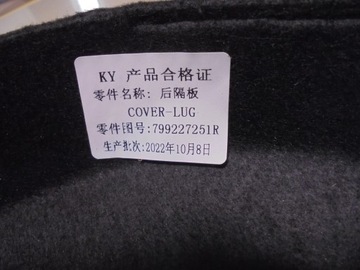 KY 产品合格证
零件名称: 后隔板
COVER-LUG
零件图号:799227251R
生产批次:2022年10月8日